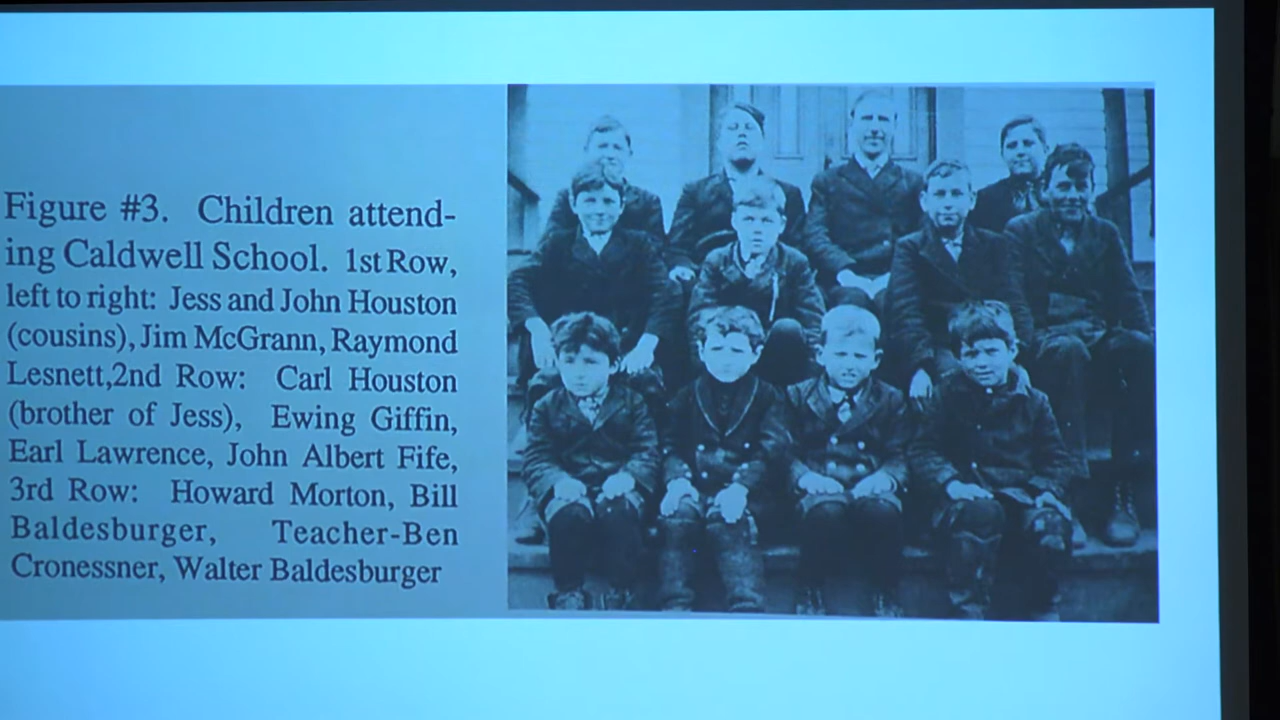 Figure #3. Children attend-
ing Caldwell School. 1st Row,
left to right: Jess and John Houston
(cousins), Jim McGrann, Raymond
Lesnett,2nd Row: Carl Houston
(brother of Jess), Ewing Giffin,
Earl Lawrence, John Albert Fife,
3rd Row: Howard Morton, Bill
Baldesburger, Teacher-Ben
Cronessner, Walter Baldesburger